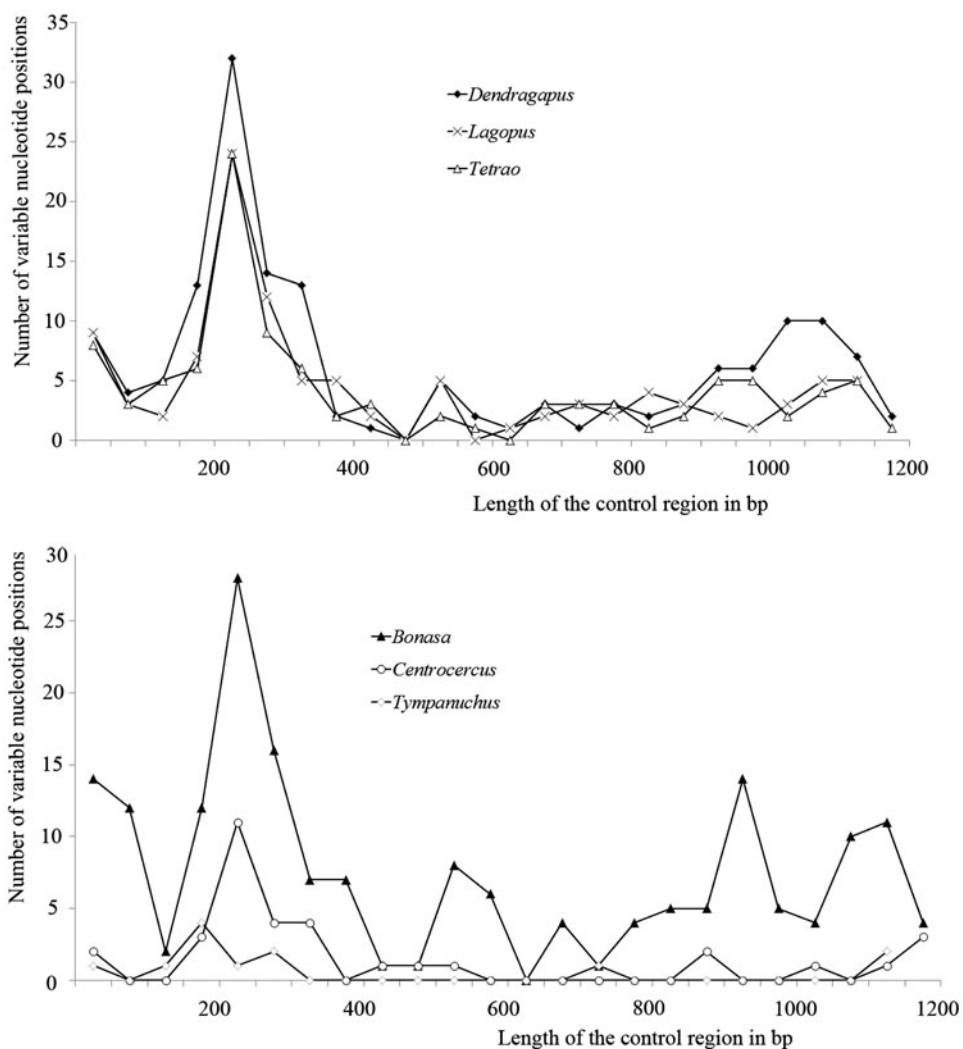 35
30
25
20
15
10
5
0
Number of variable nucleotide positions
Dendragapus
Lagopus
Tetrao
200 400 600 800 1000 1200
Length of the control region in bp
30
25
20
15
10
5
0
Number of variable nucleotide positions
Bonasa
Centrocercus
Tympanuchus
200 400 600 800 1000 1200
Length of the control region in bp